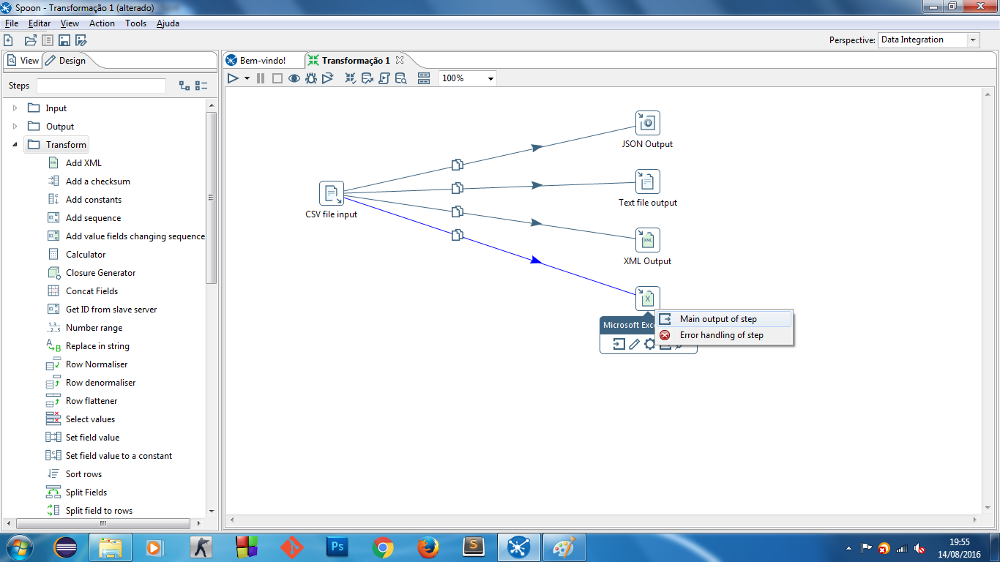 Spoon - Transformação 1 (alterado)
File Editar View Action Tools Ajuda
Perspective: Data Integration
View Design
Bem-vindo! Transformação 1
100%
Steps
Input
Output
Transform
Add XML
Add a checksum
Add constants
Add sequence
Add value fields changing sequence
Calculator
Closure Generator
Concat Fields
Get ID from slave server
Number range
Replace in string
Row Normaliser
Row denormaliser
Row flattener
Select values
Set field value
Set field value to a constant
Sort rows
Split Fields
Split field to rows
JSON Output
CSV file input
Text file output
XML
XML Output
X
Microsoft Exc
Main output of step
Error handling of step
Ps
S
19:55
14/08/2016